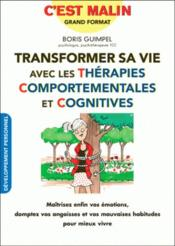 C'EST MALIN
GRAND FORMAT
BORIS GUIMPEL
psychologue, psychothérapeute TCC
TRANSFORMER SA VIE
AVEC LES THÉRAPIES
COMPORTEMENTALES
ET COGNITIVES
Maîtrisez enfin vos émotions,
domptez vos angoisses et vos mauvaises habitudes
pour mieux vivre
DÉVELOPPEMENT PERSONNEL